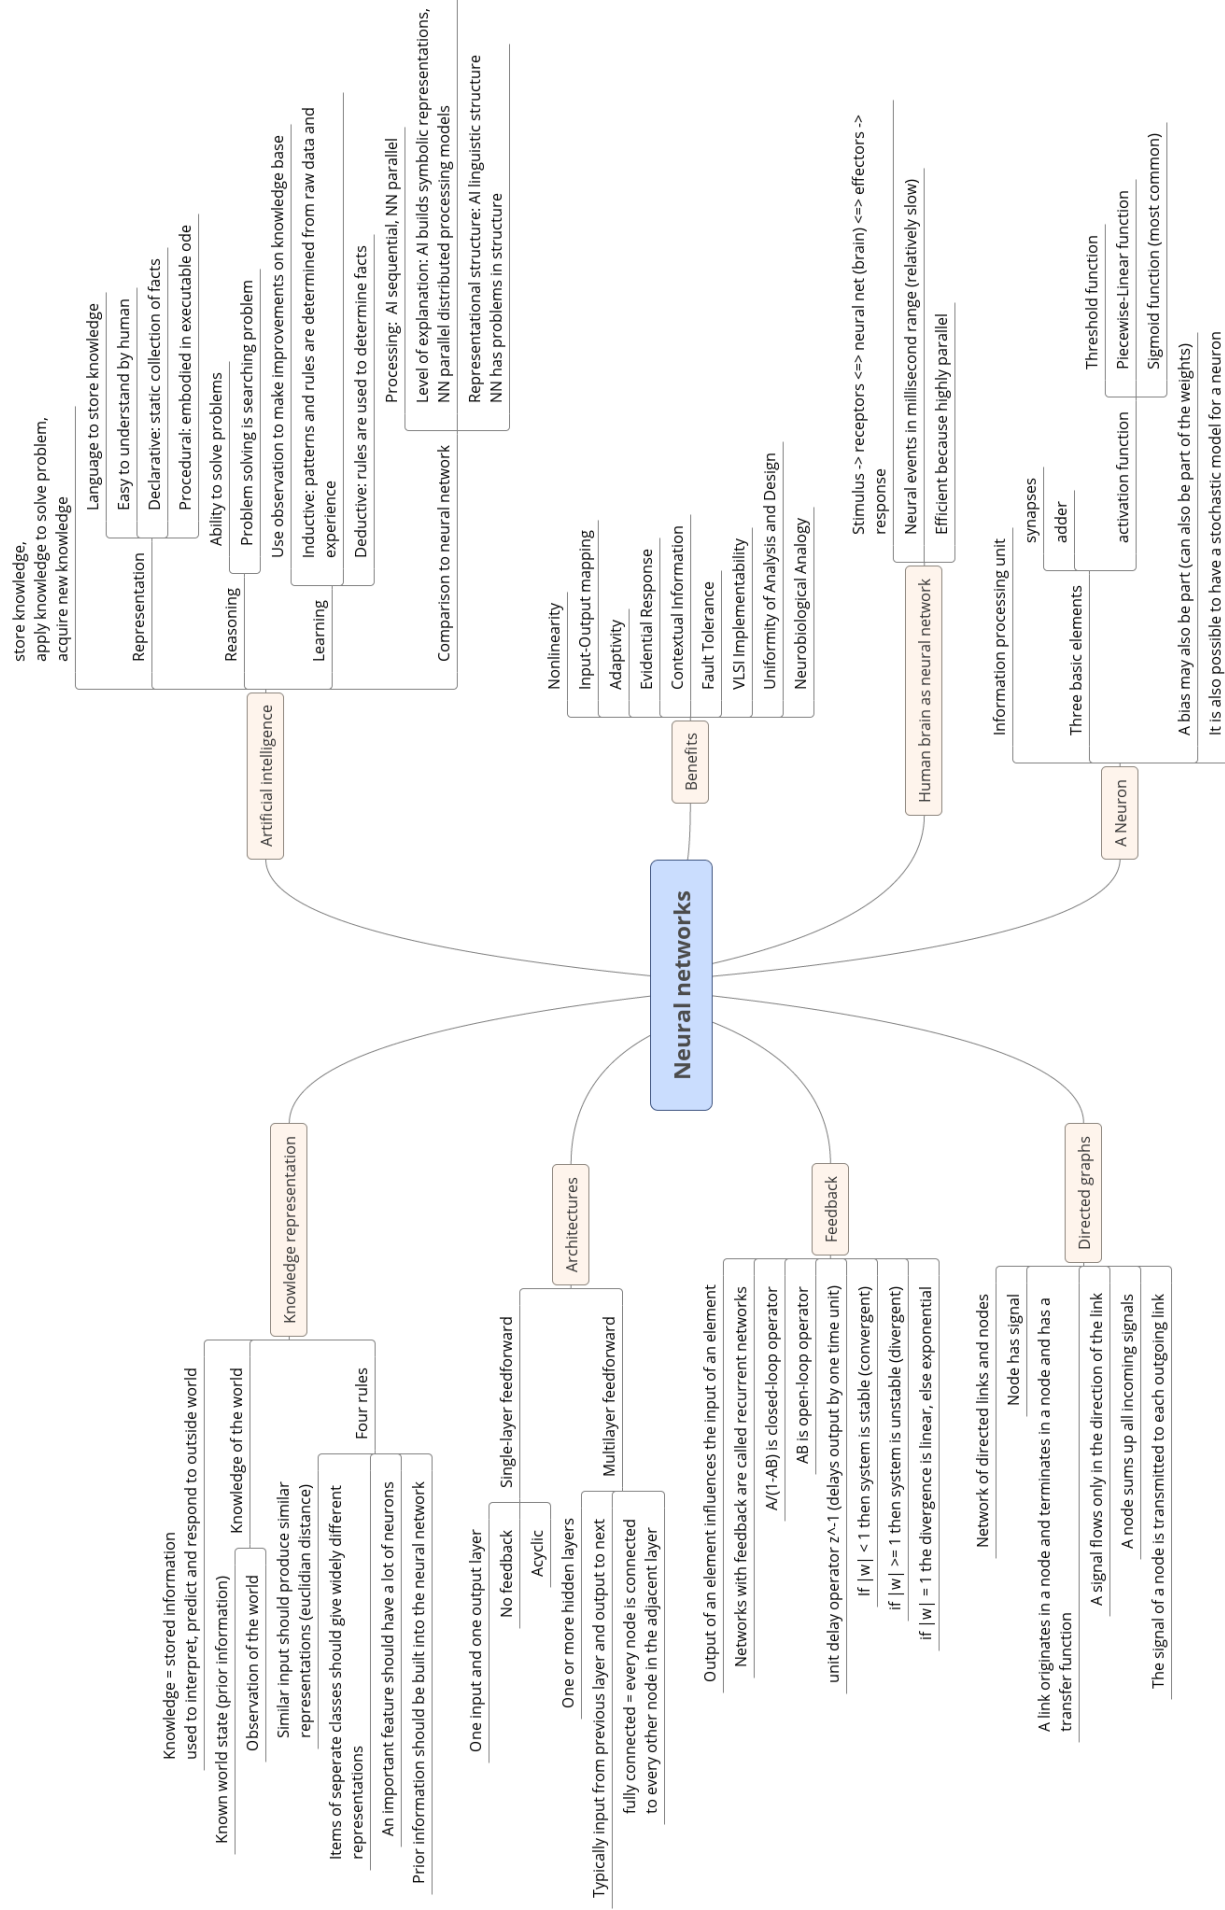 Neural networks
Artificial intelligence
store knowledge,
apply knowledge to solve problem,
acquire new knowledge
Representation
Language to store knowledge
Easy to understand by human
Declarative: static collection of facts
Procedural: embodied in executable ode
Reasoning
Ability to solve problems
Problem solving is searching problem
Learning
Use observation to make improvements on knowledge base
Inductive: patterns and rules are determined from raw data and
experience
Deductive: rules are used to determine facts
Comparison to neural network
Processing: AI sequential, NN parallel
Level of explanation: AI builds symbolic representations,
NN parallel distributed processing models
Representational structure: AI linguistic structure
NN has problems in structure
Benefits
Nonlinearity
Input-Output mapping
Adaptivity
Evidential Response
Contextual Information
Fault Tolerance
VLSI Implementability
Uniformity of Analysis and Design
Neurobiological Analogy
Human brain as neural network
Stimulus -> receptors <=> neural net (brain) <=> effectors ->
response
Neural events in millisecond range (relatively slow)
Efficient because highly parallel
A Neuron
Information processing unit
Three basic elements
synapses
adder
activation function
Threshold function
Piecewise-Linear function
Sigmoid function (most common)
A bias may also be part (can also be part of the weights)
It is also possible to have a stochastic model for a neuron
Knowledge representation
Knowledge = stored information
used to interpret, predict and respond to outside world
Knowledge of the world
Known world state (prior information)
Observation of the world
Four rules
Similar input should produce similar
representations (euclidian distance)
Items of seperate classes should give widely different
representations
An important feature should have a lot of neurons
Prior information should be built into the neural network
Architectures
Single-layer feedforward
One input and one output layer
No feedback
Acyclic
Multilayer feedforward
One or more hidden layers
Typically input from previous layer and output to next
fully connected = every node is connected
to every other node in the adjacent layer
Feedback
Output of an element influences the input of an element
Networks with feedback are called recurrent networks
A/(1-AB) is closed-loop operator
AB is open-loop operator
unit delay operator z^-1 (delays output by one time unit)
If |w| < 1 then system is stable (convergent)
if |w| >= 1 then system is unstable (divergent)
if |w| = 1 the divergence is linear, else exponential
Directed graphs
Network of directed links and nodes
Node has signal
A link originates in a node and terminates in a node and has a
transfer function
A signal flows only in the direction of the link
A node sums up all incoming signals
The signal of a node is transmitted to each outgoing link